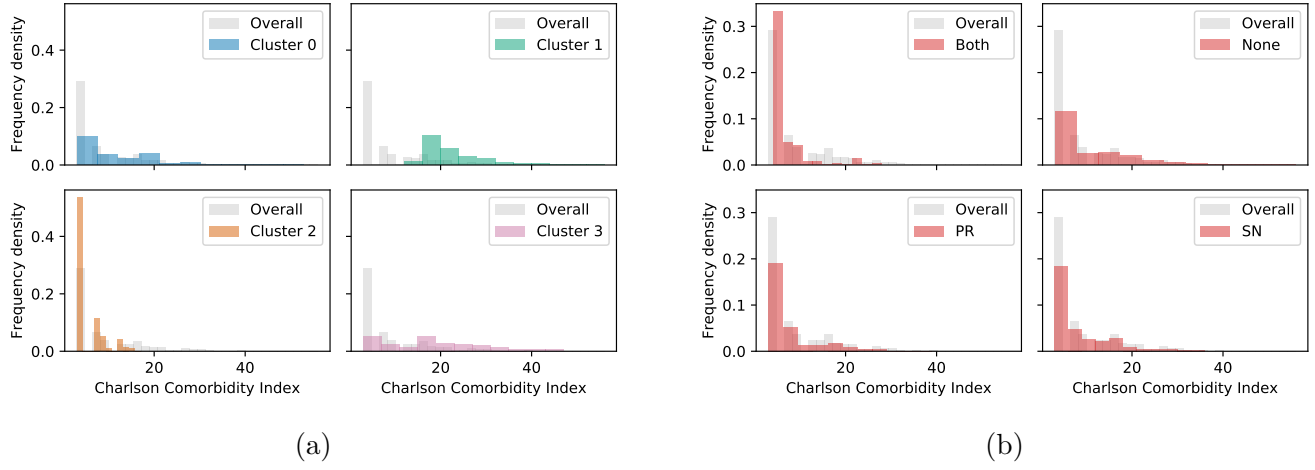 Frequency density
0.4
0.2
0.0
Overall
Cluster 0
Overall
Cluster 1
Frequency density
0.4
0.2
0.0
20
40
Charlson Comorbidity Index
Overall
Cluster 2
20
40
Charlson Comorbidity Index
Overall
Cluster 3
(a)
Frequency density
0.3
0.2
0.1
0.0
Overall
Both
Overall
None
Frequency density
0.3
0.2
0.1
0.0
20
40
Charlson Comorbidity Index
Overall
PR
20
40
Charlson Comorbidity Index
Overall
SN
(b)